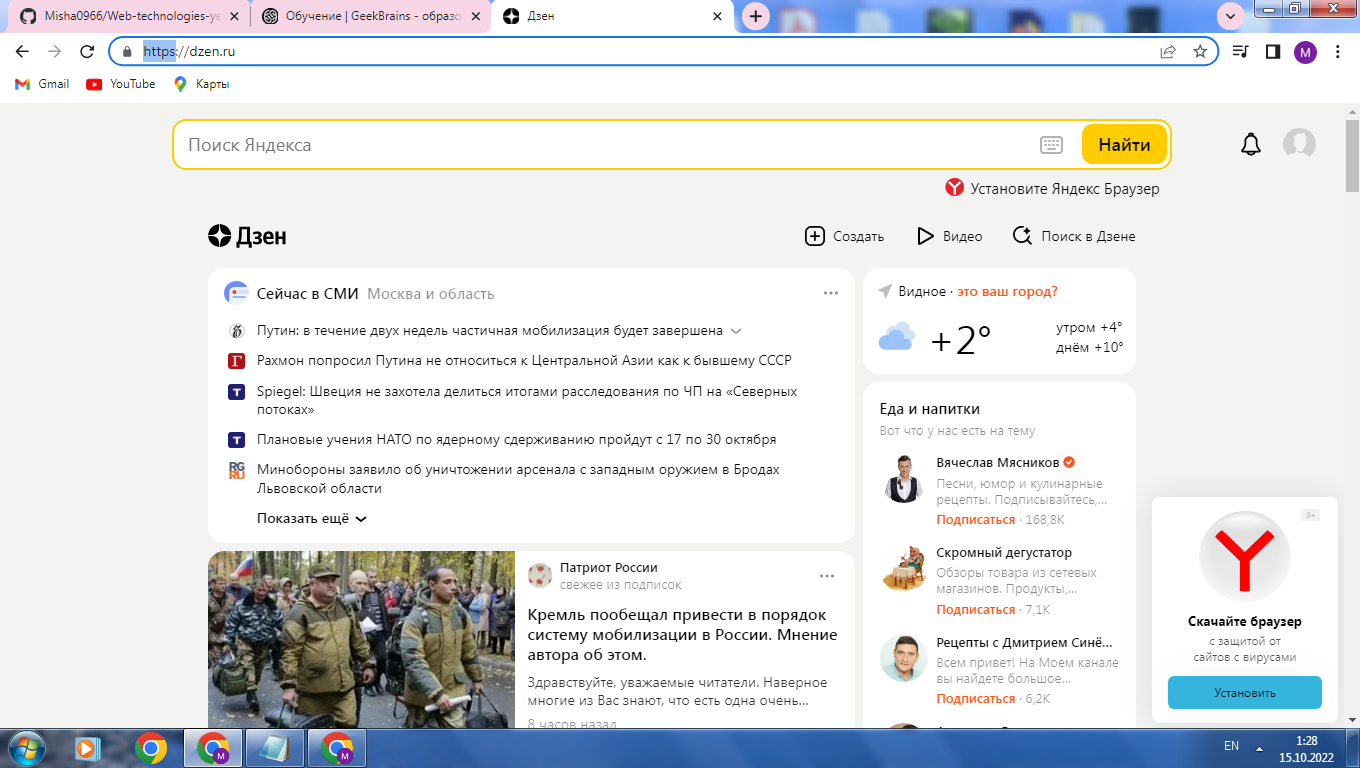 Misha0966/Web-technologies-ye
Обучение | GeekBrains - образо
Дзен
https://dzen.ru
M
Gmail
YouTube
Карты
Поиск Яндекса
Найти
Установите Яндекс Браузер
Дзен
Создать
Видео
Поиск в Дзене
Сейчас в СМИ Москва и область
Путин: в течение двух недель частичная мобилизация будет завершена
Рахмон попросил Путина не относиться к Центральной Азии как к бывшему СССР
Spiegel: Швеция не захотела делиться итогами расследования по ЧП на «Северных
потоках»
Плановые учения НАТО по ядерному сдерживанию пройдут с 17 по 30 октября
RG
RU
Минобороны заявило об уничтожении арсенала с западным оружием в Бродах
Львовской области
Показать ещё
Видное · это ваш город?
+2°
утром +4°
днём +10°
Еда и напитки
Вот что у нас есть на тему
Вячеслав Мясников
Песни, юмор и кулинарные
рецепты. Подписывайтесь,...
Подписаться · 168,8K
Скромный дегустатор
Обзоры товара из сетевых
магазинов. Продукты,...
Подписаться · 7,1K
Рецепты с Дмитрием Синё...
Всем привет! На Моем канале
вы найдете большое...
Подписаться · 6,2K
Патриот России
свежее из подписок
Кремль пообещал привести в порядок
систему мобилизации в России. Мнение
автора об этом.
Здравствуйте, уважаемые читатели. Наверное
многие из Вас знают, что есть одна очень...
8 часов назад
0+
Скачайте браузер
с защитой от
сайтов с вирусами
Установить
EN
1:28
15.10.2022